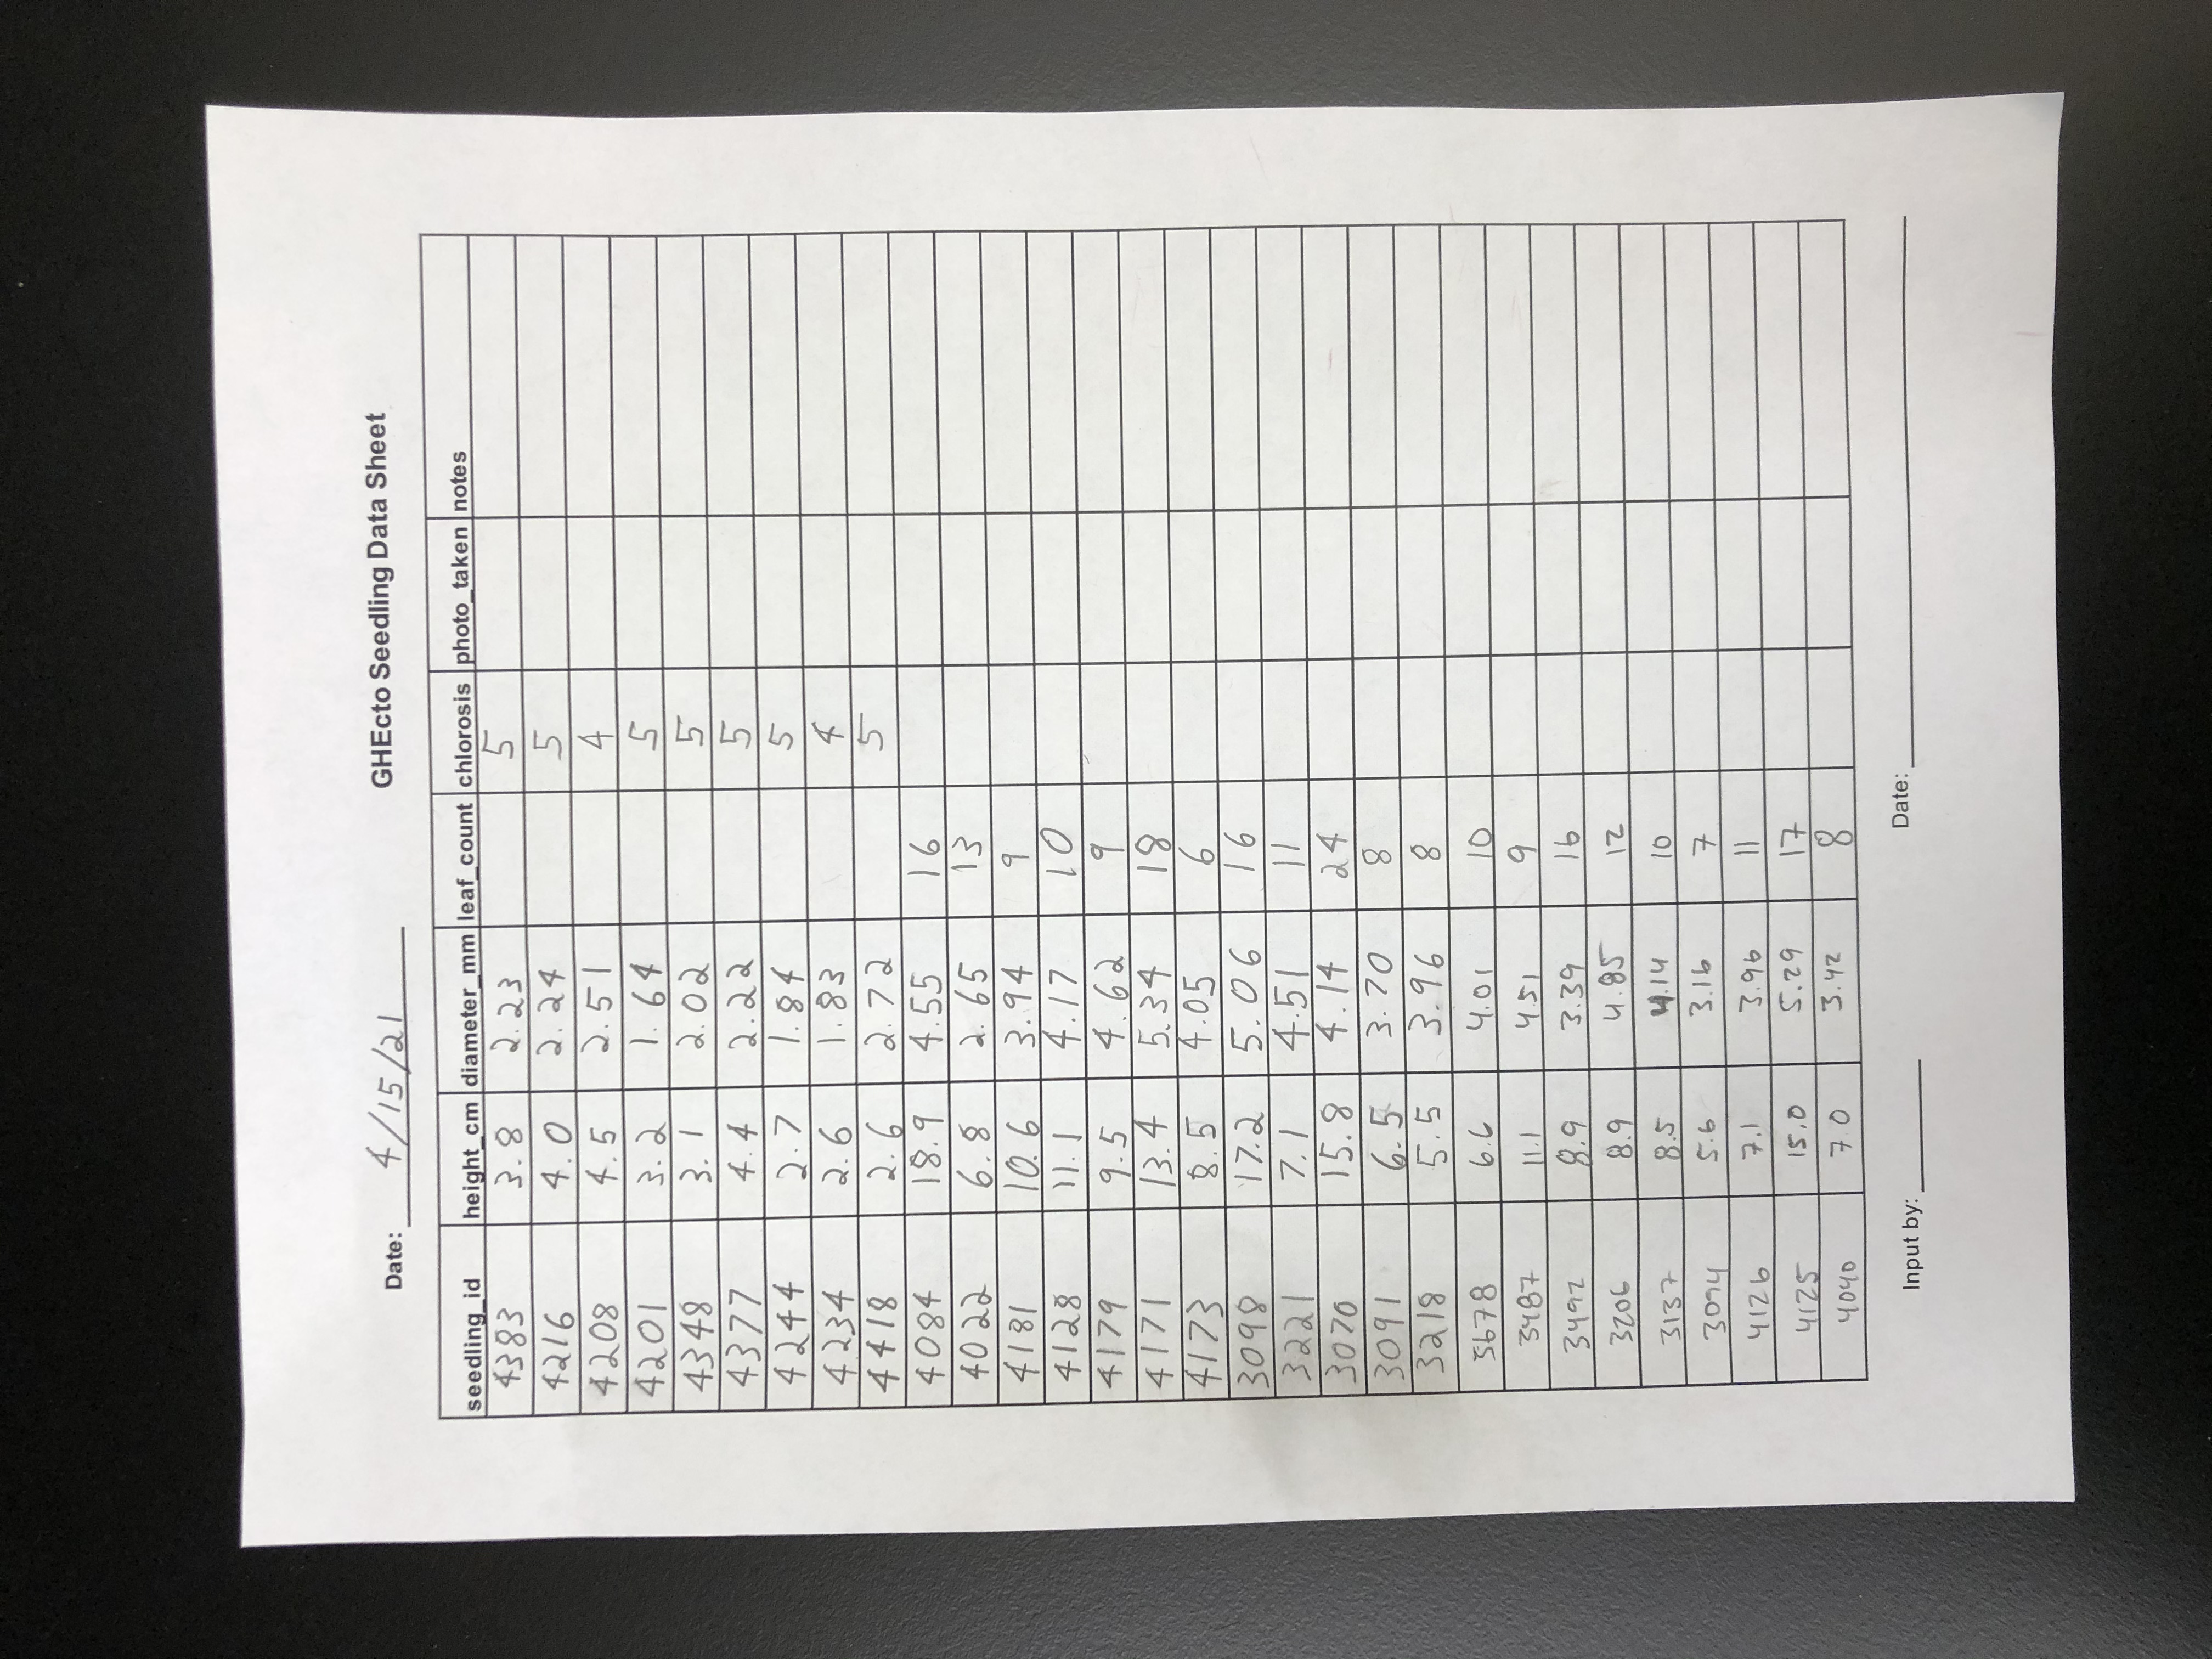 Date: 4/15/21 GHEcto Seedling Data Sheet
seedling_id height_cm diameter_mm leaf_count chlorosis photo_taken notes
4383 3.8 2.23 5
4216 4.0 2.24 5
4208 4.5 2.51 4
4201 3.2 1.64 5
4348 3.1 2.02 5
4377 4.4 2.22 5
4244 2.7 1.84 5
4234 2.6 1.83 4
4418 2.6 2.72 5
4084 18.9 4.55 16
4022 6.8 2.65 13
4181 10.6 3.94 9
4128 11.1 4.17 10
4179 9.5 4.62 9
4171 13.4 5.34 18
4173 8.5 4.05 6
3098 17.2 5.06 16
3221 7.1 4.51 11
3070 15.8 4.14 24
3091 6.5 3.70 8
3218 5.5 3.96 8
6.6 4.01 10
3487 11.1 4.51 9
3492 8.9 3.39 16
3206 8.9 4.85 12
3137 8.5 4.14 10
3094 5.6 3.16 7
4126 7.1 3.96 11
4125 15.0 5.29 17
4040 7.0 3.42 8
Input by: Date: